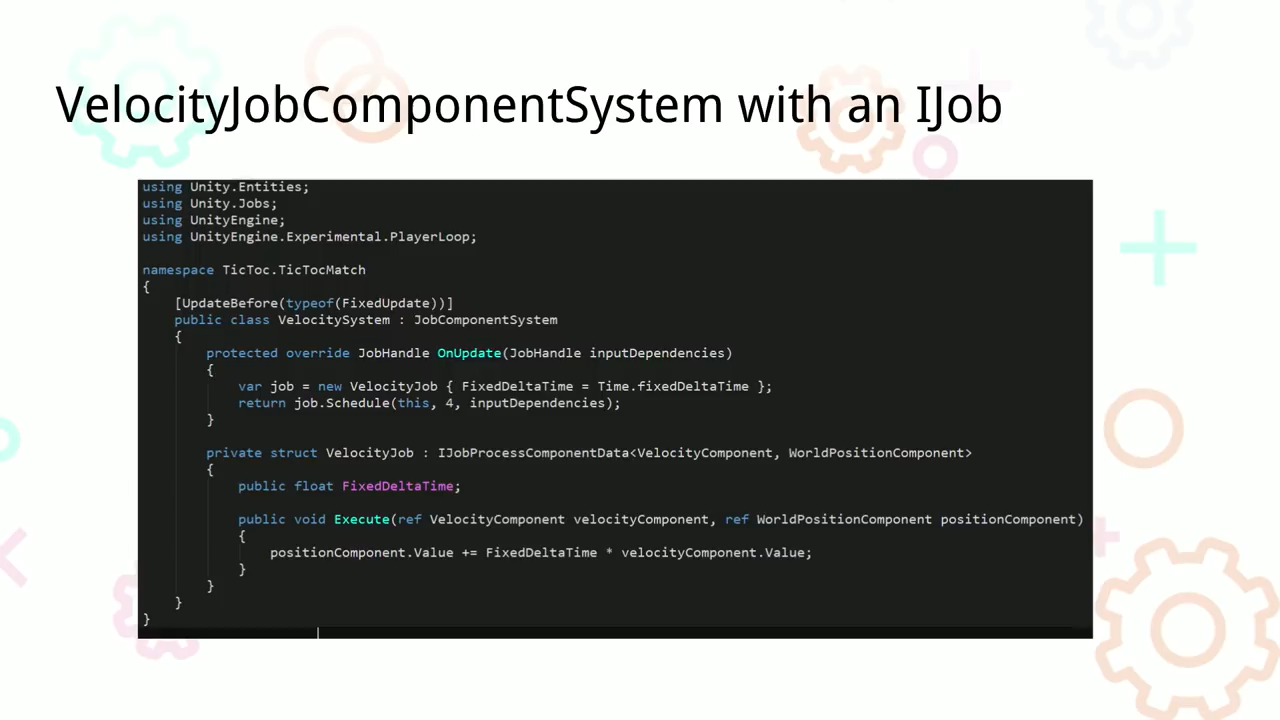 VelocityJobComponentSystem with an IJob
using Unity.Entities;
using Unity.Jobs;
using UnityEngine;
using UnityEngine.Experimental.PlayerLoop;
namespace TicToc.TicTocMatch
{
[UpdateBefore(typeof(FixedUpdate))]
public class VelocitySystem : JobComponentSystem
{
protected override JobHandle OnUpdate(JobHandle inputDependencies)
{
var job = new VelocityJob { FixedDeltaTime = Time.fixedDeltaTime };
return job.Schedule(this, 4, inputDependencies);
}
private struct VelocityJob : IJobProcessComponentData<VelocityComponent, WorldPositionComponent>
{
public float FixedDeltaTime;
public void Execute(ref VelocityComponent velocityComponent, ref WorldPositionComponent positionComponent)
{
positionComponent.Value += FixedDeltaTime * velocityComponent.Value;
}
}
}
}